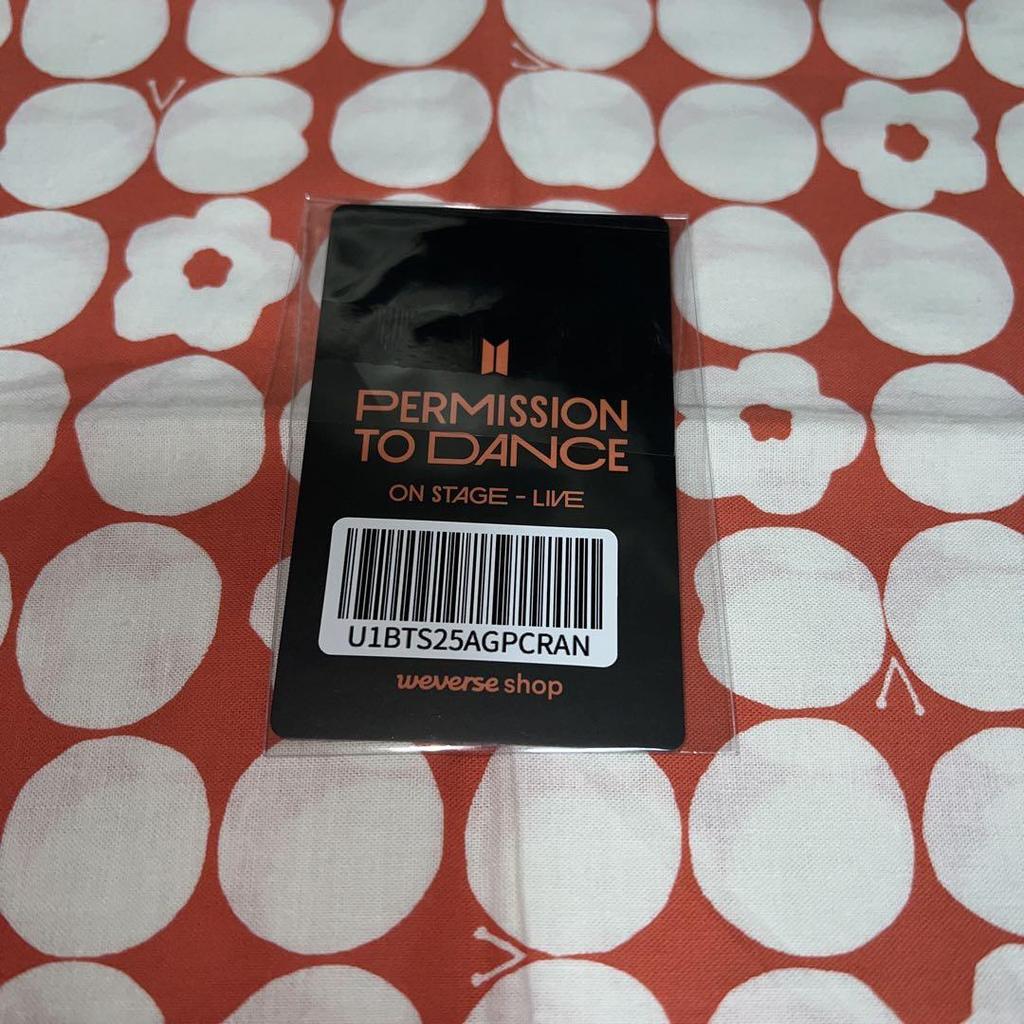 PERMISSION
TO DANCE
ON STAGE - LIVE
U1BTS25AGPCRAN
weverse shop